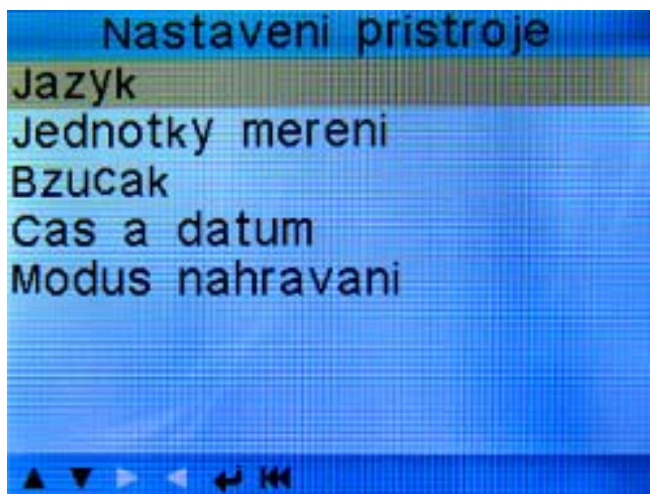 Nastaveni pristroje
Jazyk
Jednotky mereni
Bzucak
Cas a datum
Modus nahravani